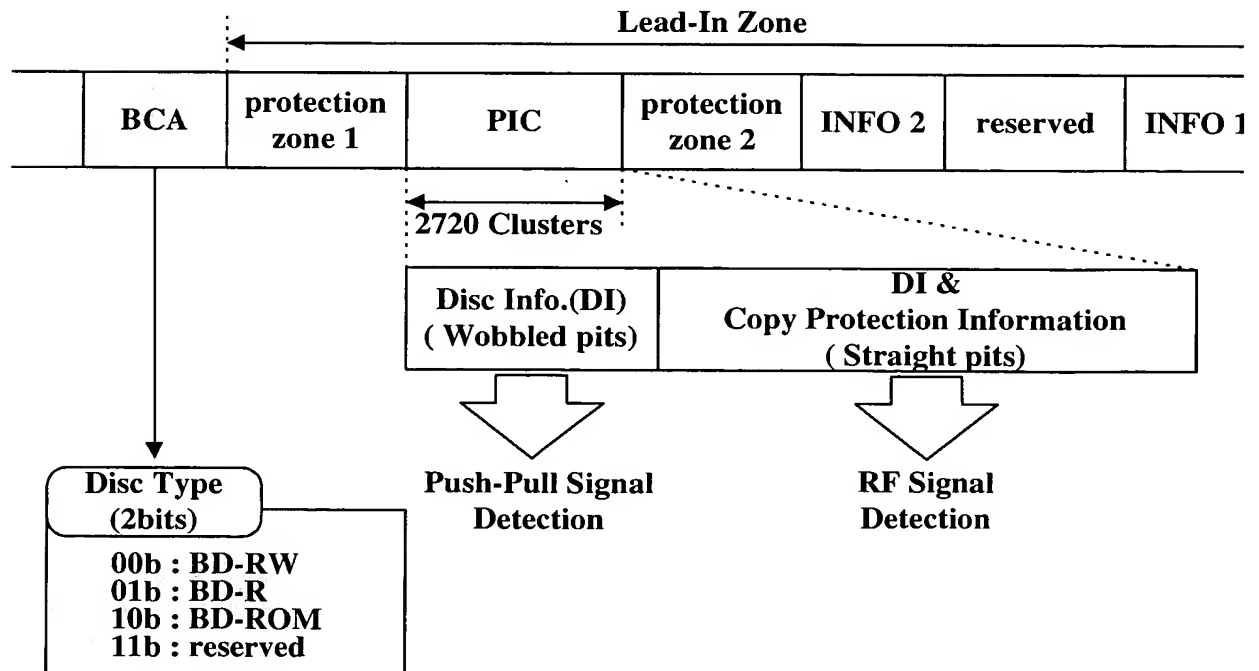 Lead-In Zone
BCA
protection
zone 1
PIC
protection
zone 2
INFO 2
reserved
INFO 1
2720 Clusters
Disc Info.(DI)
( Wobbled pits)
DI &
Copy Protection Information
( Straight pits)
Push-Pull Signal
Detection
RF Signal
Detection
Disc Type
(2bits)
00b : BD-RW
01b : BD-R
10b : BD-ROM
11b : reserved